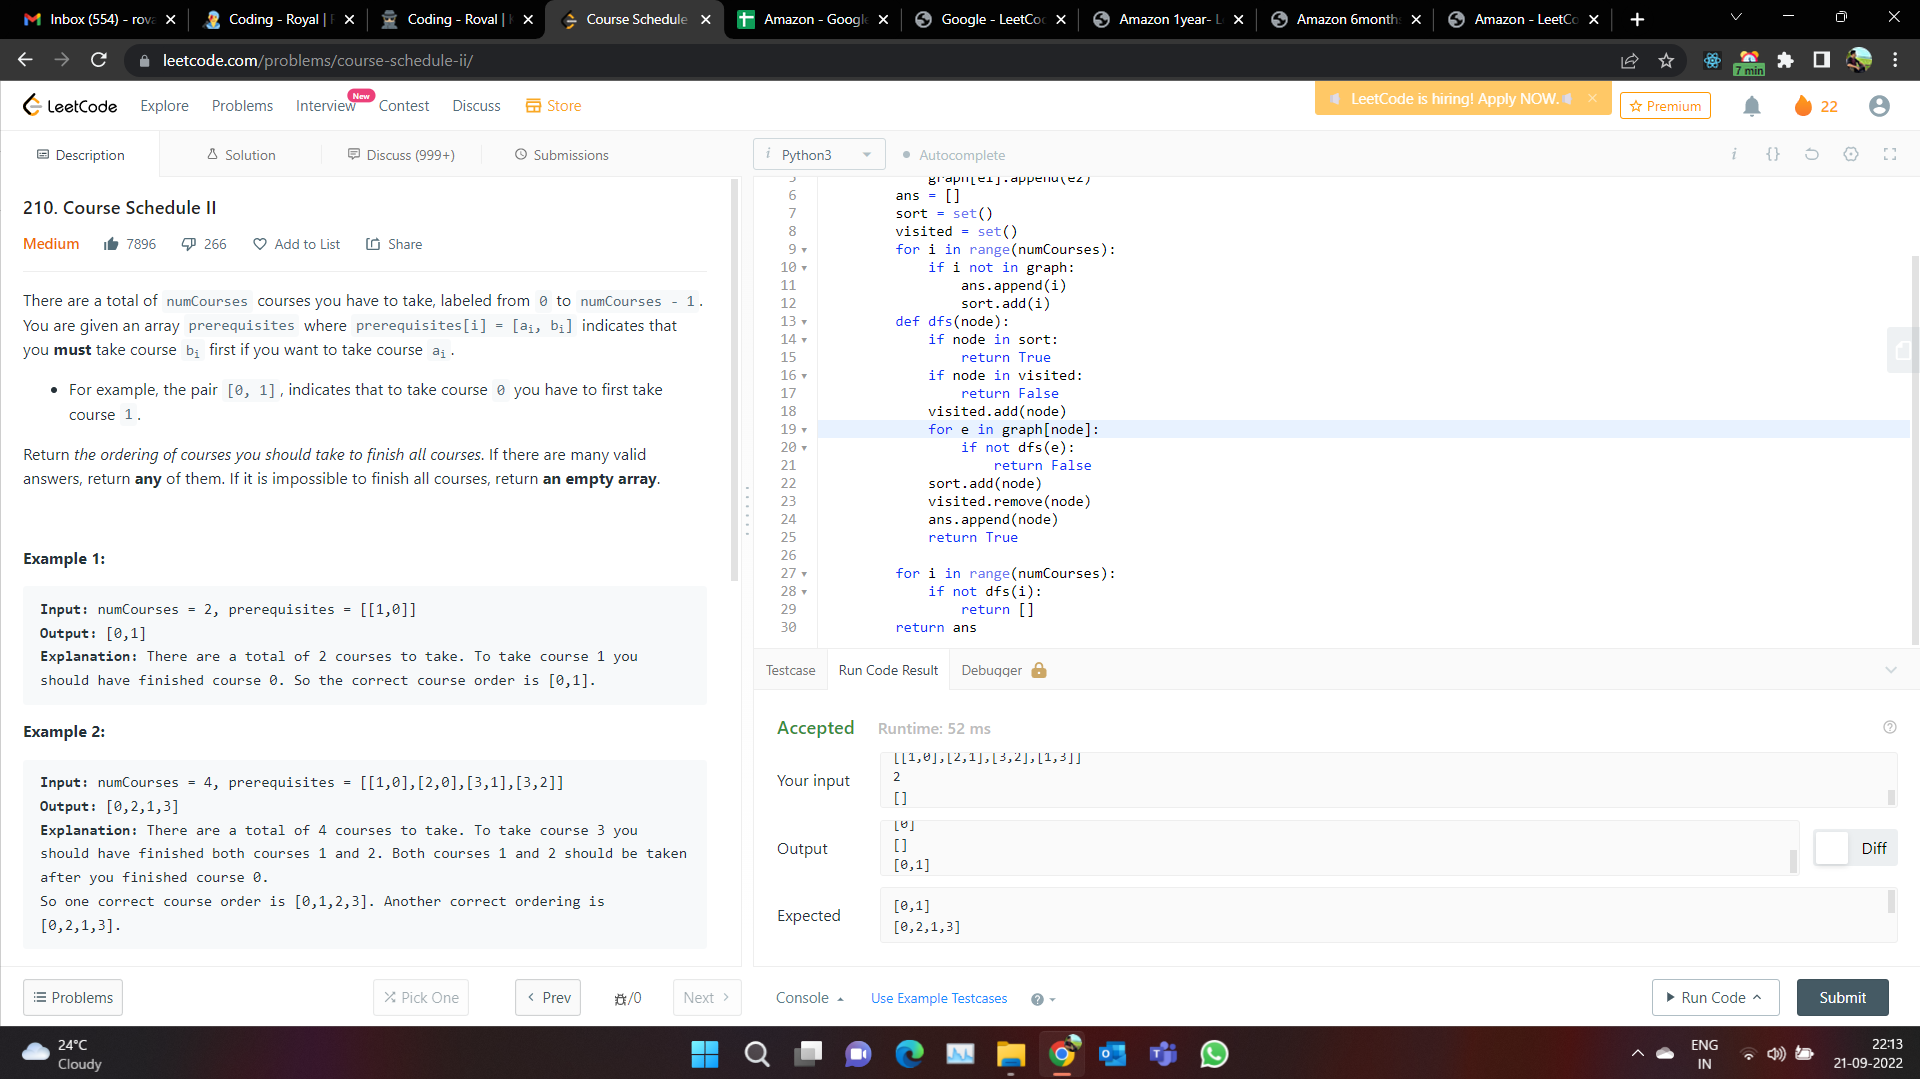 Inbox (554) - rova
Coding - Royal |
Coding - Royal |
Course Schedule
Amazon - Google
Google - LeetCo
Amazon 1year- L
Amazon 6month
Amazon - LeetCo
leetcode.com/problems/course-schedule-ii/
7 min
LeetCode
Explore
Problems
Interview
New
Contest
Discuss
Store
LeetCode is hiring! Apply NOW.
Premium
22
Description
Solution
Discuss (999+)
Submissions
i Python3
Autocomplete
210. Course Schedule II
Medium 7896 266 Add to List Share
There are a total of numCourses courses you have to take, labeled from 0 to numCourses - 1.
You are given an array prerequisites where prerequisites[i] = [ai, bi] indicates that
you must take course bi first if you want to take course ai.
• For example, the pair [0, 1], indicates that to take course 0 you have to first take
course 1.
Return the ordering of courses you should take to finish all courses. If there are many valid
answers, return any of them. If it is impossible to finish all courses, return an empty array.
Example 1:
Input: numCourses = 2, prerequisites = [[1,0]]
Output: [0,1]
Explanation: There are a total of 2 courses to take. To take course 1 you
should have finished course 0. So the correct course order is [0,1].
Example 2:
Input: numCourses = 4, prerequisites = [[1,0],[2,0],[3,1],[3,2]]
Output: [0,2,1,3]
Explanation: There are a total of 4 courses to take. To take course 3 you
should have finished both courses 1 and 2. Both courses 1 and 2 should be taken
after you finished course 0.
So one correct course order is [0,1,2,3]. Another correct ordering is
[0,2,1,3].
5 graph[e1].append(e2)
6 ans = []
7 sort = set()
8 visited = set()
9 for i in range(numCourses):
10 if i not in graph:
11 ans.append(i)
12 sort.add(i)
13 def dfs(node):
14 if node in sort:
15 return True
16 if node in visited:
17 return False
18 visited.add(node)
19 for e in graph[node]:
20 if not dfs(e):
21 return False
22 sort.add(node)
23 visited.remove(node)
24 ans.append(node)
25 return True
26
27 for i in range(numCourses):
28 if not dfs(i):
29 return []
30 return ans
Testcase
Run Code Result
Debugger
Accepted
Runtime: 52 ms
Your input
[[1,0],[2,1],[3,2],[1,3]]
2
[]
Output
[0]
[]
[0,1]
Diff
Expected
[0,1]
[0,2,1,3]
Problems
Pick One
Prev
/0
Next
Console
Use Example Testcases
Run Code
Submit
24°C
Cloudy
ENG
IN
22:13
21-09-2022